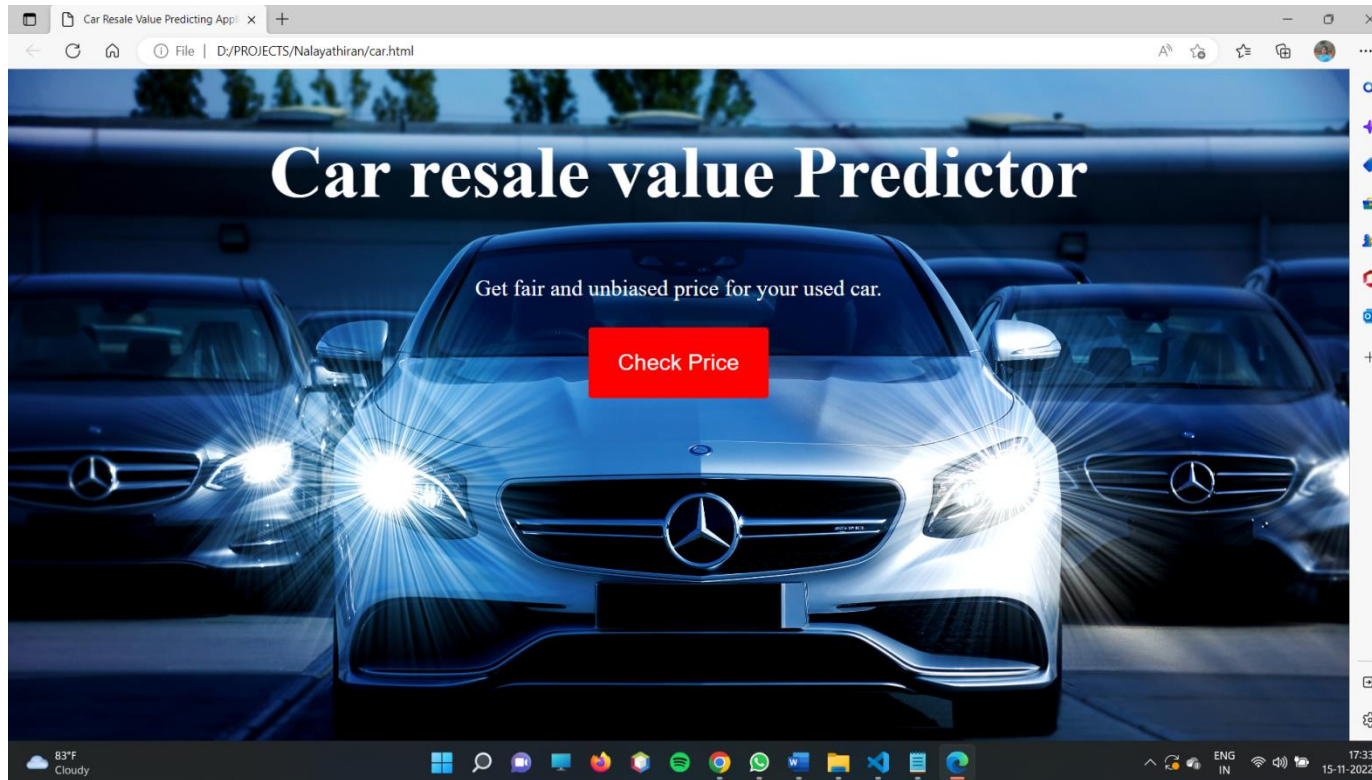 Car Resale Value Predicting Appl
File | D:/PROJECTS/Nalayathiran/car.html
Car resale value Predictor
Get fair and unbiased price for your used car.
Check Price
83°F
Cloudy
ENG
IN
17:33
15-11-2022